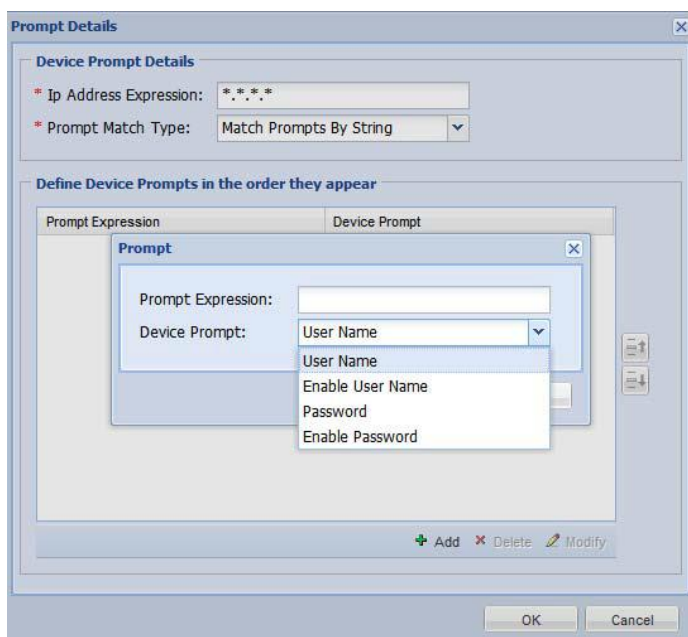 Prompt Details
Device Prompt Details
* Ip Address Expression: *.*.*.*
* Prompt Match Type: Match Prompts By String
Define Device Prompts in the order they appear
Prompt Expression Device Prompt
Prompt
Prompt Expression:
Device Prompt: User Name
User Name
Enable User Name
Password
Enable Password
Add Delete Modify
OK Cancel